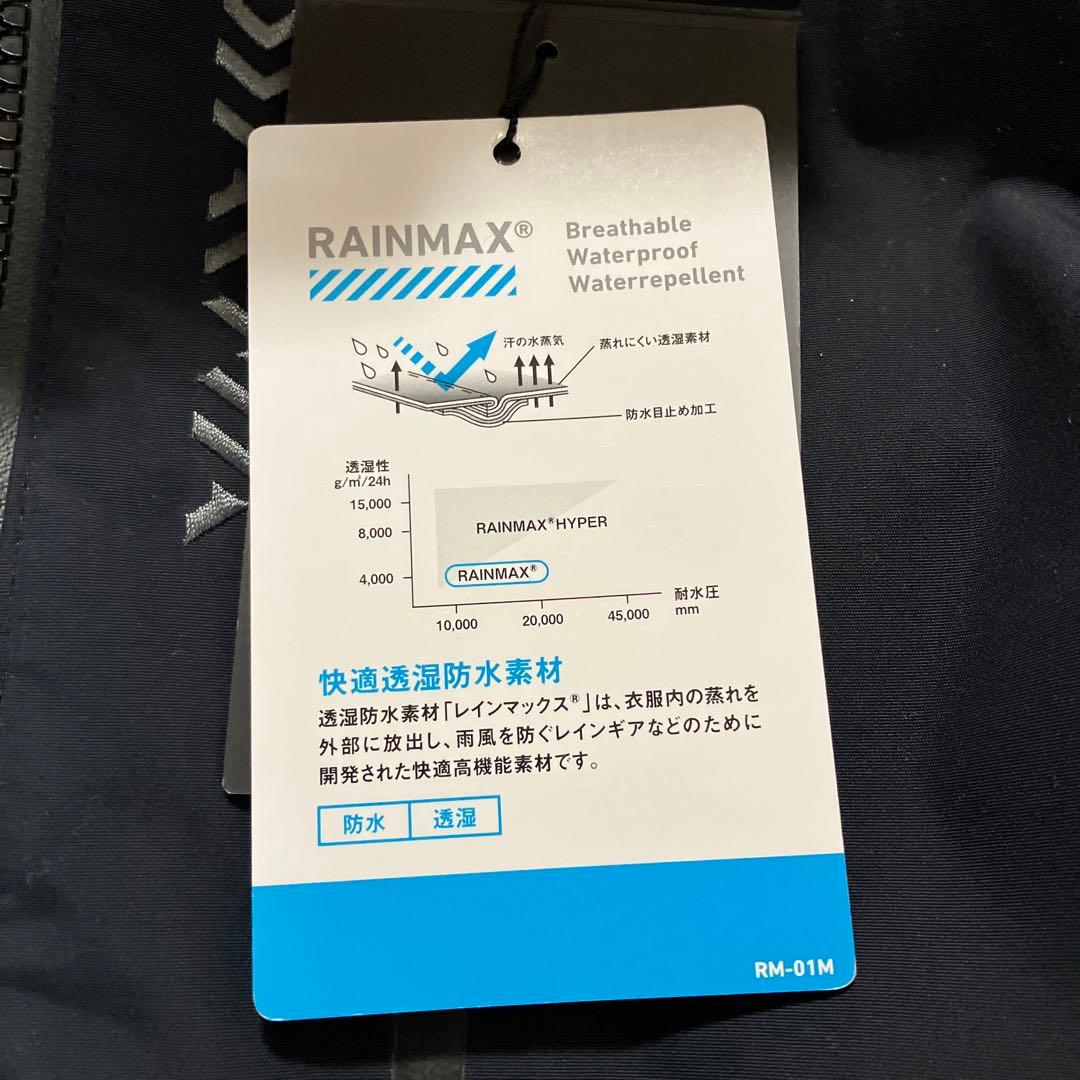 RAINMAX®
Breathable
Waterproof
Waterrepellent
汗の水蒸気
蒸れにくい透湿素材
防水目止め加工
透湿性
g/㎡/24h
15,000
8,000
4,000
RAINMAX®HYPER
RAINMAX®
10,000
20,000
45,000
耐水圧
mm
快適透湿防水素材
透湿防水素材「レインマックス®」は、衣服内の蒸れを
外部に放出し、雨風を防ぐレインギアなどのために
開発された快適高機能素材です。
防水
透湿
RM-01M